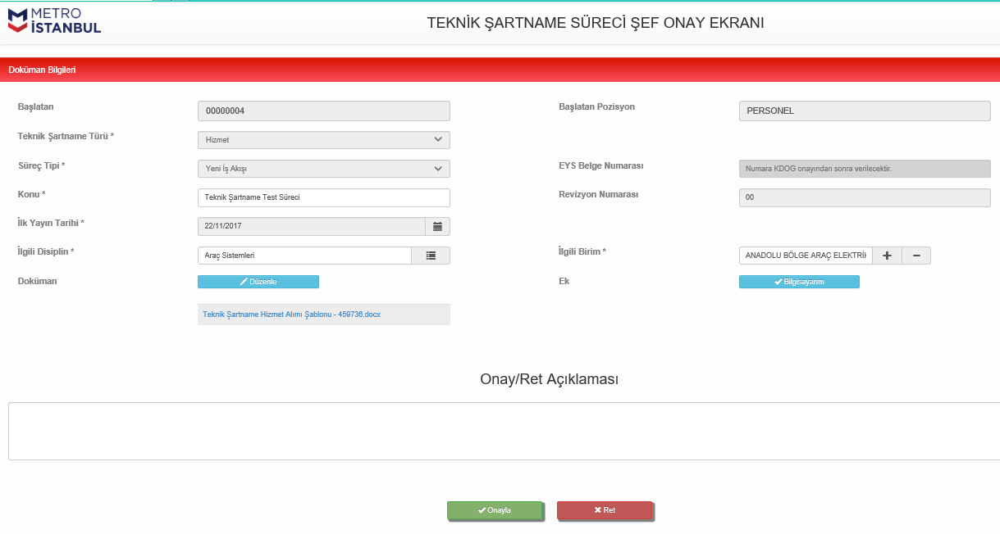 METRO
İSTANBUL
TEKNİK ŞARTNAME SÜRECİ ŞEF ONAY EKRANI
Doküman Bilgileri
Başlatan
00000004
Başlatan Pozisyon
PERSONEL
Teknik Şartname Türü *
Hizmet
Süreç Tipi *
Yeni İş Akışı
EYS Belge Numarası
Numara KDOG onayından sonra verilecektir.
Konu *
Teknik Şartname Test Süreci
Revizyon Numarası
00
İlk Yayın Tarihi *
22/11/2017
İlgili Disiplin *
Araç Sistemleri
İlgili Birim *
ANADOLU BÖLGE ARAÇ ELEKTRİK
Doküman
Düzenle
Ek
Bilgisayarım
Teknik Şartname Hizmet Alımı Şablonu - 459736.docx
Onay/Ret Açıklaması
Onayla
Ret